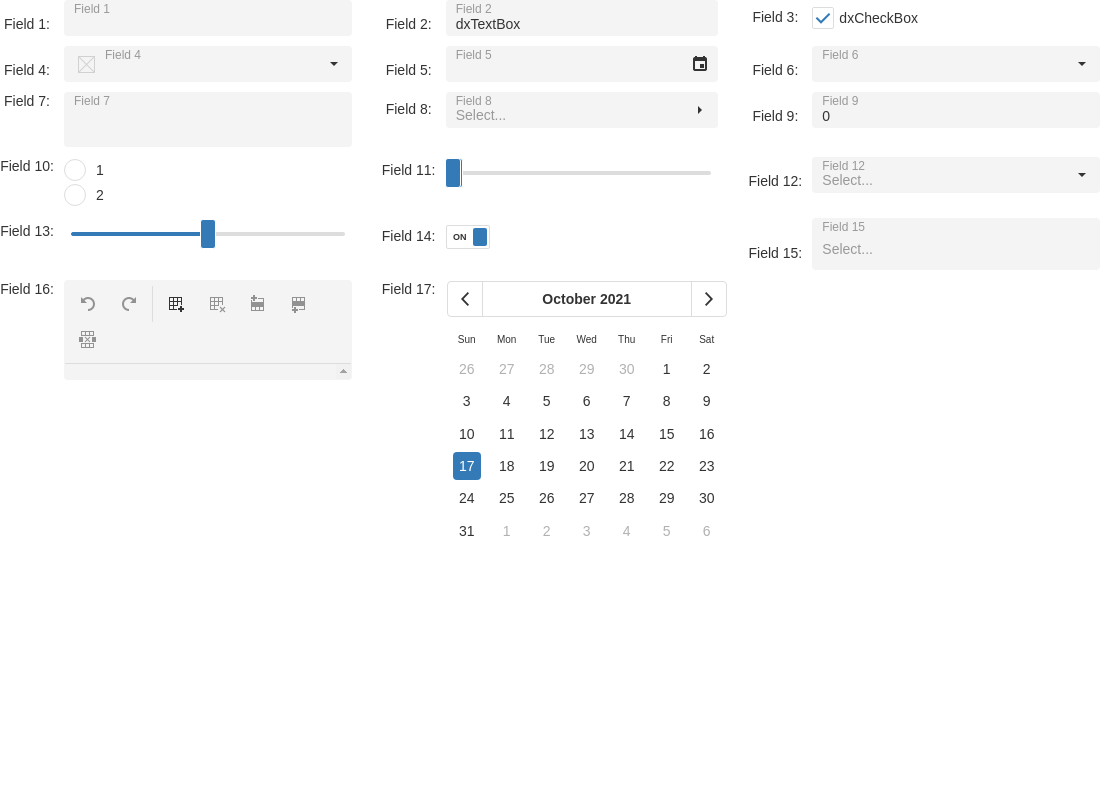 Field 1: Field 1
Field 2: Field 2
dxTextBox
Field 3: dxCheckBox
Field 4: Field 4
Field 5: Field 5
Field 6: Field 6
Field 7: Field 7
Field 8: Field 8
Select...
Field 9: Field 9
0
Field 10: 1
2
Field 11:
Field 12: Field 12
Select...
Field 13:
Field 14: ON
Field 15: Field 15
Select...
Field 16:
Field 17: October 2021
Sun Mon Tue Wed Thu Fri Sat
26 27 28 29 30 1 2
3 4 5 6 7 8 9
10 11 12 13 14 15 16
17 18 19 20 21 22 23
24 25 26 27 28 29 30
31 1 2 3 4 5 6